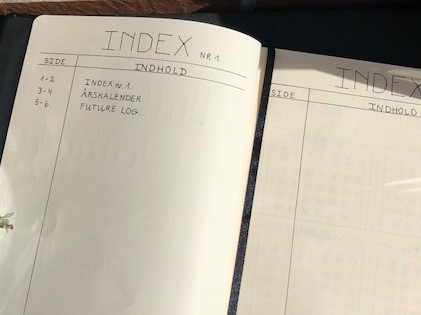 INDEX NR 1.
SIDE INDHOLD
1-2 INDEX nr. 1.
3-4 ÅRSKALENDER
5-6 FUTURE LOG
INDEX
SIDE INDHOLD